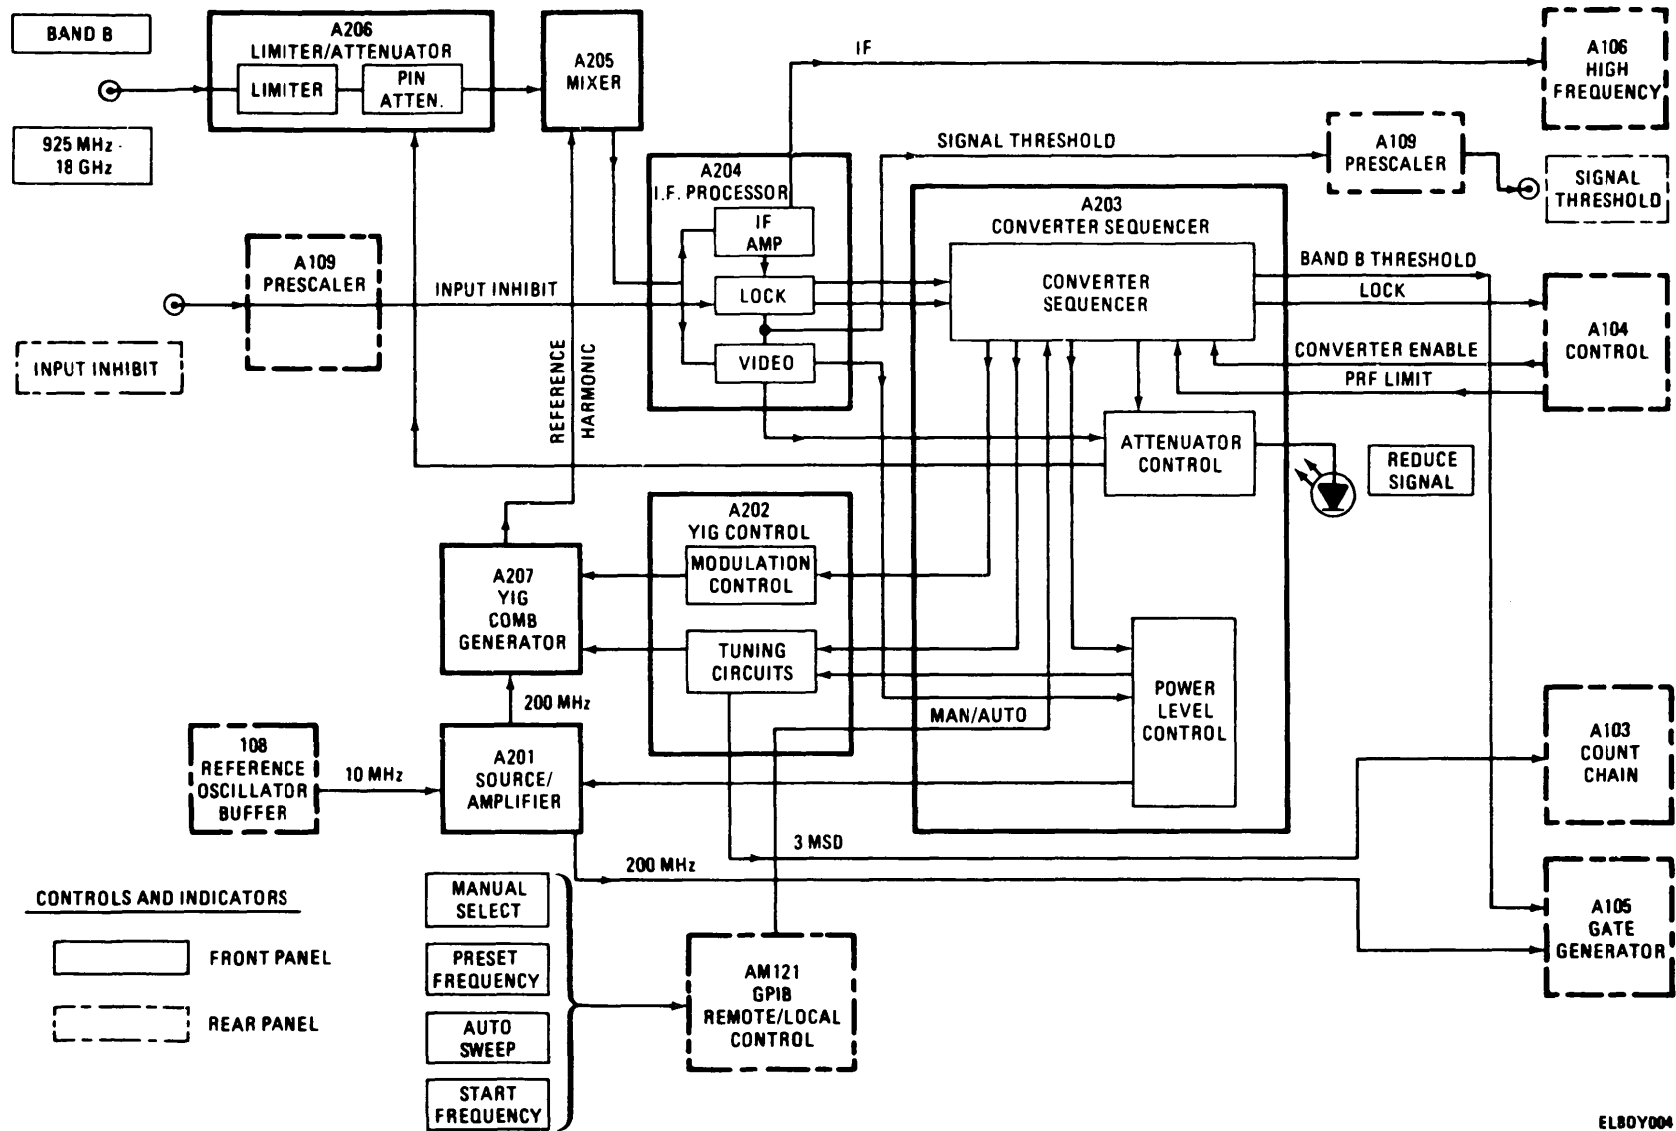 BAND B
925 MHz -
18 GHz
A206
LIMITER/ATTENUATOR
LIMITER
PIN
ATTEN.
A205
MIXER
IF
A106
HIGH
FREQUENCY
SIGNAL THRESHOLD
A109
PRESCALER
SIGNAL
THRESHOLD
A204
I.F. PROCESSOR
IF
AMP
LOCK
VIDEO
A203
CONVERTER SEQUENCER
CONVERTER
SEQUENCER
BAND B THRESHOLD
LOCK
CONVERTER ENABLE
PRF LIMIT
A104
CONTROL
A109
PRESCALER
INPUT INHIBIT
INPUT INHIBIT
REFERENCE
HARMONIC
ATTENUATOR
CONTROL
REDUCE
SIGNAL
A202
YIG CONTROL
MODULATION
CONTROL
TUNING
CIRCUITS
A207
YIG
COMB
GENERATOR
200 MHz
MAN/AUTO
POWER
LEVEL
CONTROL
108
REFERENCE
OSCILLATOR
BUFFER
10 MHz
A201
SOURCE/
AMPLIFIER
A103
COUNT
CHAIN
3 MSD
200 MHz
A105
GATE
GENERATOR
CONTROLS AND INDICATORS
FRONT PANEL
REAR PANEL
MANUAL
SELECT
PRESET
FREQUENCY
AUTO
SWEEP
START
FREQUENCY
AM121
GPIB
REMOTE/LOCAL
CONTROL
EL8OY004